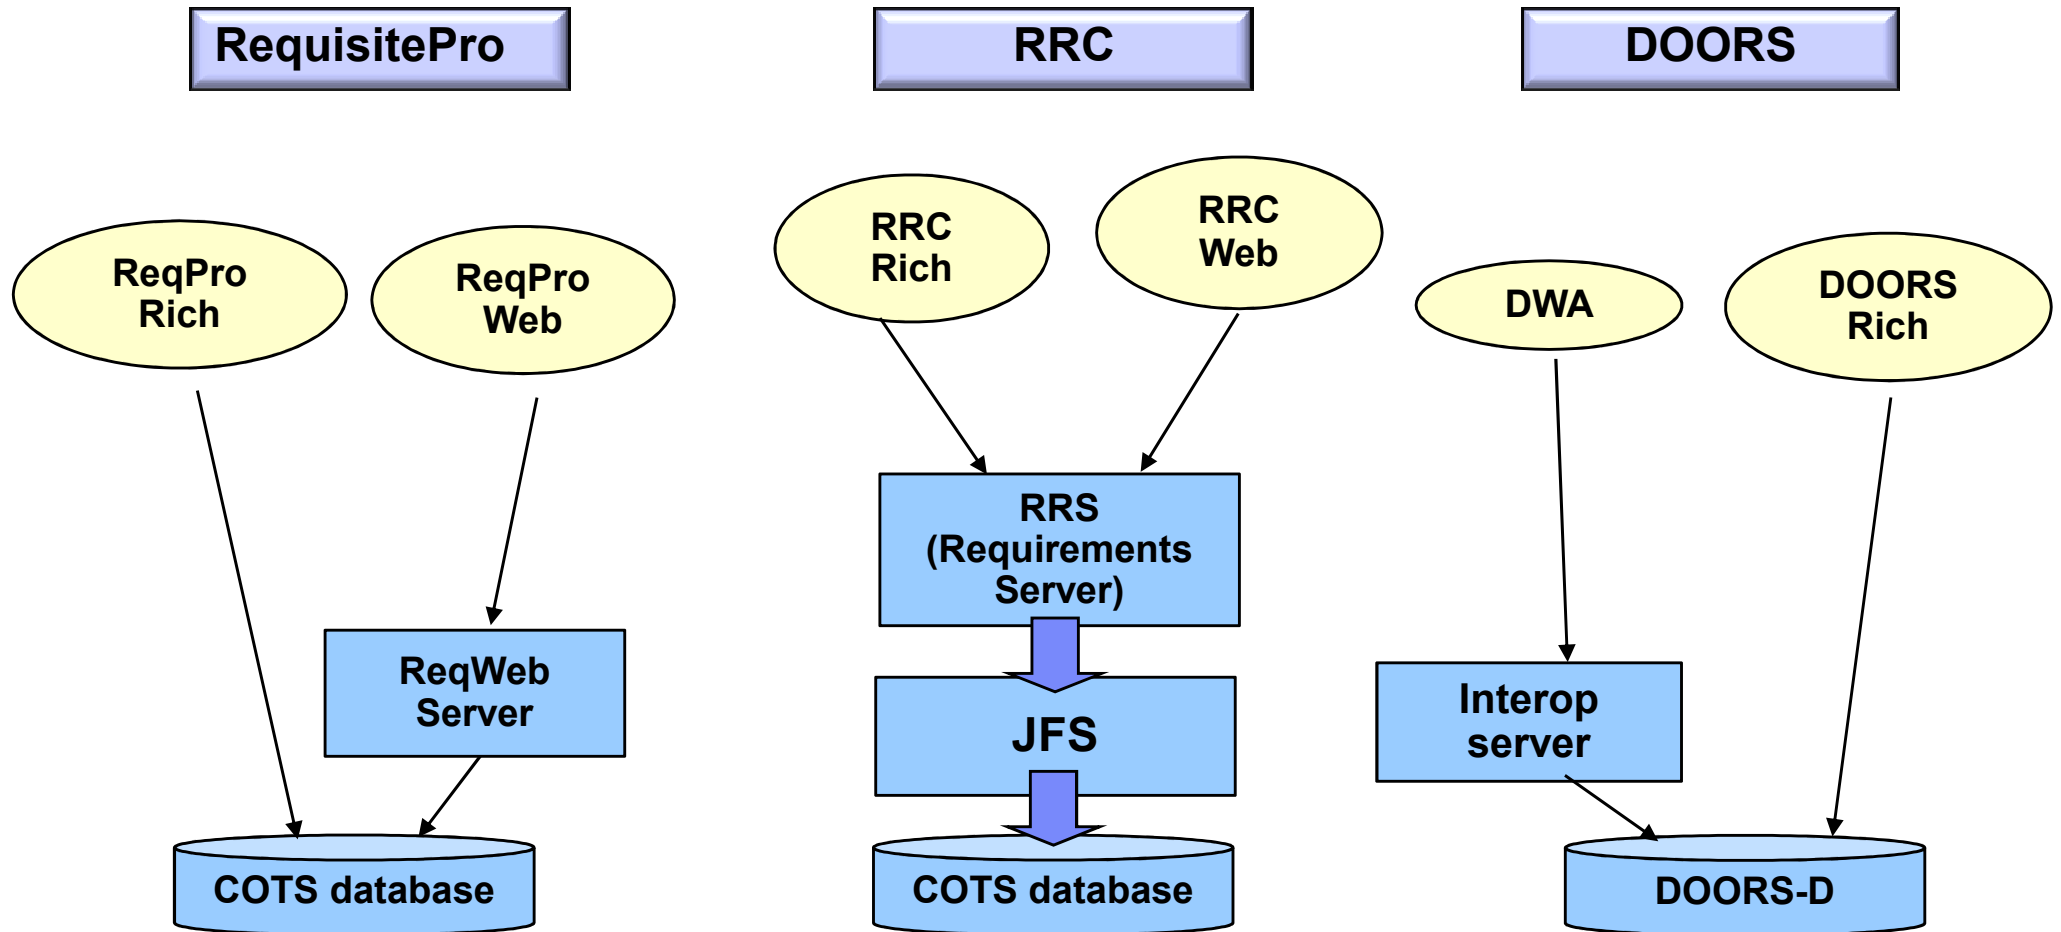 RequisitePro
RRC
DOORS
ReqPro
Rich
ReqPro
Web
RRC
Rich
RRC
Web
DWA
DOORS
Rich
RRS
(Requirements
Server)
ReqWeb
Server
JFS
Interop
server
COTS database
COTS database
DOORS-D